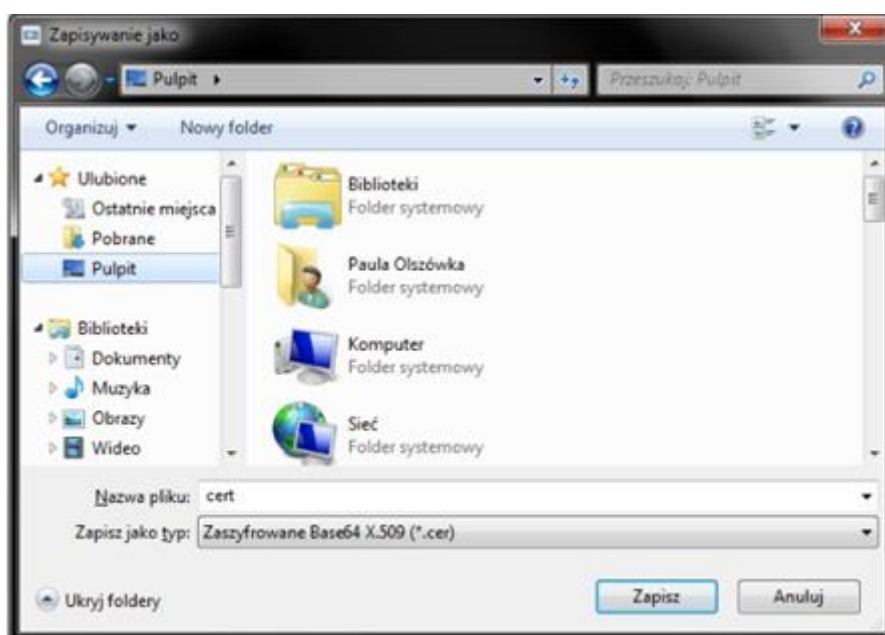 Zapisywanie jako
Pulpit
Przeszukaj: Pulpit
Organizuj
Nowy folder
Ulubione
Ostatnie miejsca
Pobrane
Pulpit
Biblioteki
Dokumenty
Muzyka
Obrazy
Wideo
Biblioteki
Folder systemowy
Paula Olszówka
Folder systemowy
Komputer
Folder systemowy
Sieć
Folder systemowy
Nazwa pliku: cert
Zapisz jako typ: Zaszyfrowane Base64 X.509 (*.cer)
Ukryj foldery
Zapisz
Anuluj